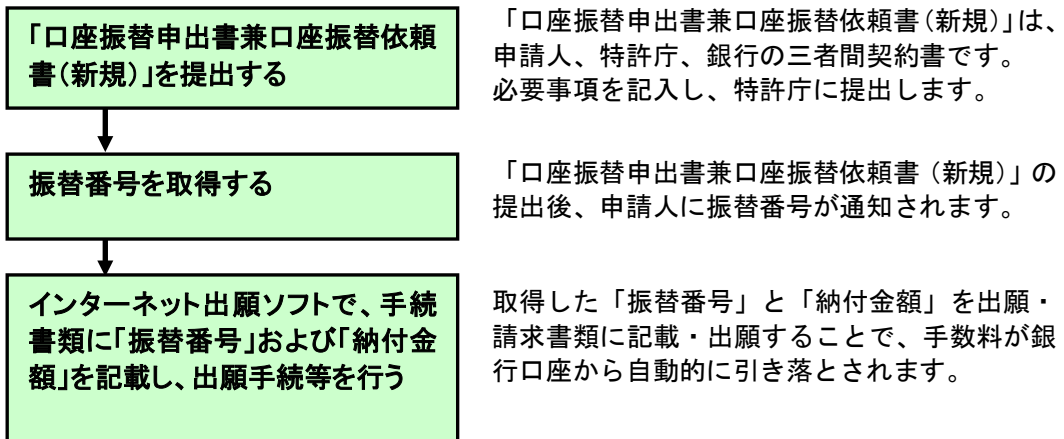 「口座振替申出書兼口座振替依頼
書（新規）」を提出する
「口座振替申出書兼口座振替依頼書（新規）」は、
申請人、特許庁、銀行の三者間契約書です。
必要事項を記入し、特許庁に提出します。
振替番号を取得する
「口座振替申出書兼口座振替依頼書（新規）」の
提出後、申請人に振替番号が通知されます。
インターネット出願ソフトで、手続
書類に「振替番号」および「納付金
額」を記載し、出願手続等を行う
取得した「振替番号」と「納付金額」を出願・
請求書類に記載・出願することで、手数料が銀
行口座から自動的に引き落とされます。